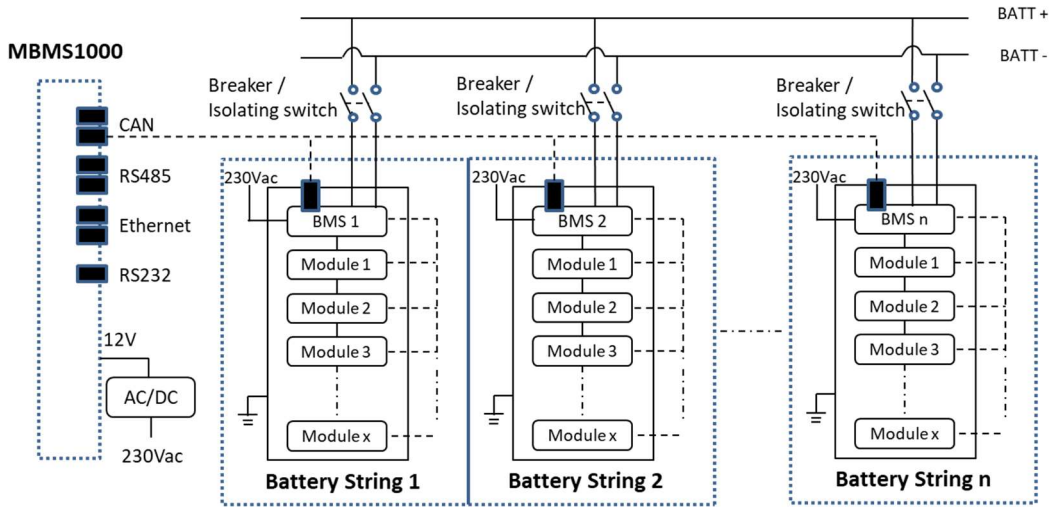 BATT +
MBMS1000
BATT -
Breaker /
Isolating switch
Breaker /
Isolating switch
Breaker /
Isolating switch
CAN
RS485
Ethernet
RS232
12V
AC/DC
230Vac
230Vac
BMS 1
Module 1
Module 2
Module 3
Module x
Battery String 1
230Vac
BMS 2
Module 1
Module 2
Module 3
Module x
Battery String 2
230Vac
BMS n
Module 1
Module 2
Module 3
Module x
Battery String n